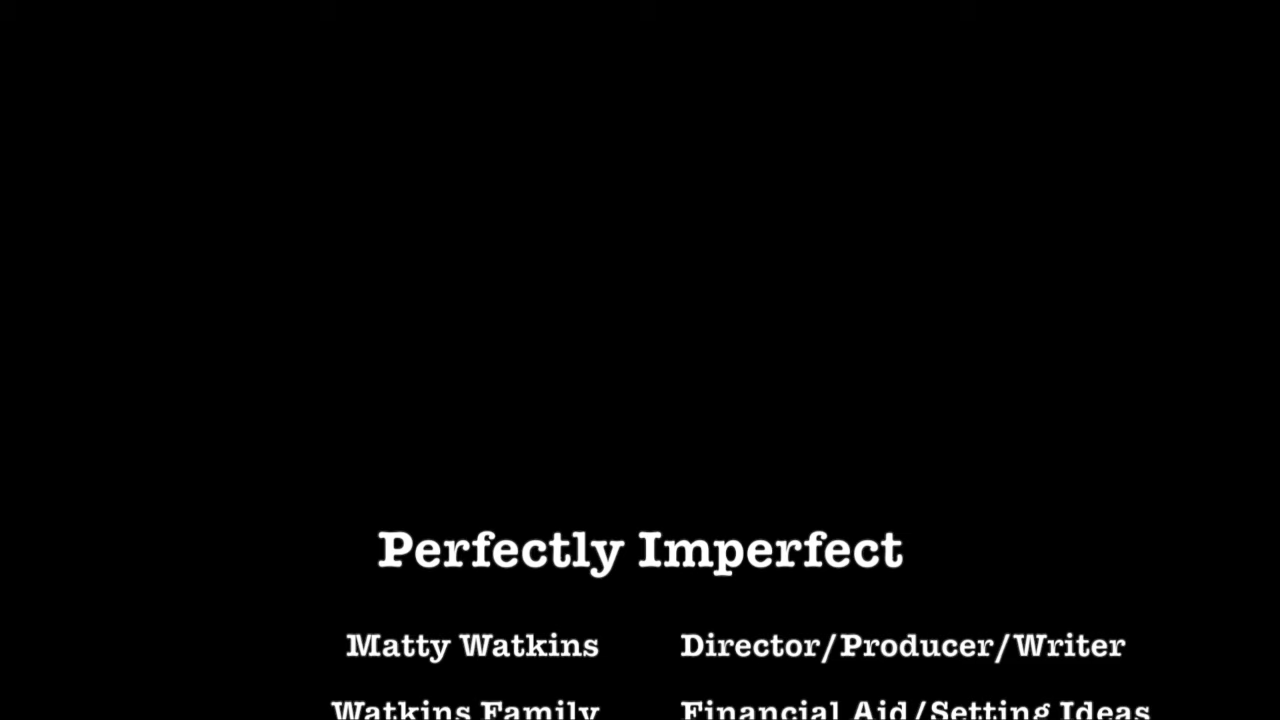 Perfectly Imperfect
Matty Watkins Director/Producer/Writer
Watkins Family Financial Aid/Setting Ideas